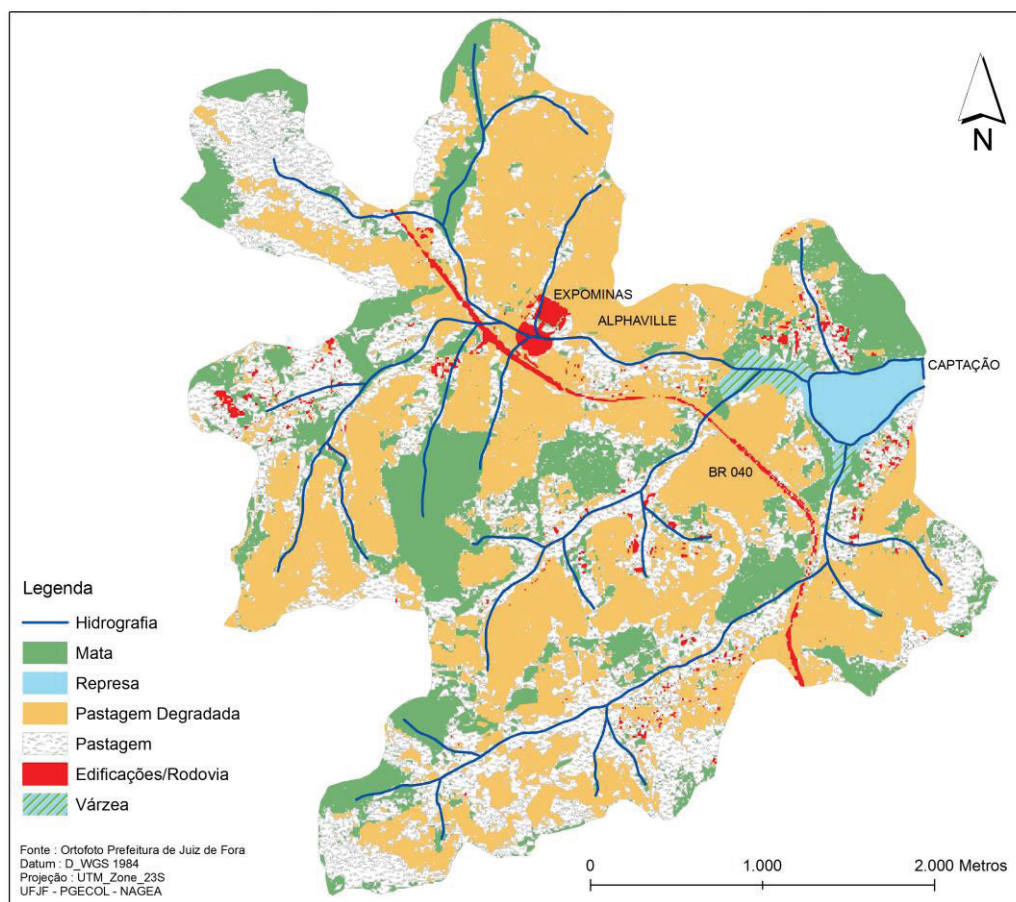 N
EXPOMINAS
ALPHAVILLE
CAPTAÇÃO
BR 040
Legenda
Hidrografia
Mata
Represa
Pastagem Degradada
Pastagem
Edificações/Rodovia
Várzea
Fonte : Ortofoto Prefeitura de Juiz de Fora
Datum : D_WGS 1984
Projeção : UTM_Zone_23S
UFJF - PGECOL - NAGEA
0 1.000 2.000 Metros